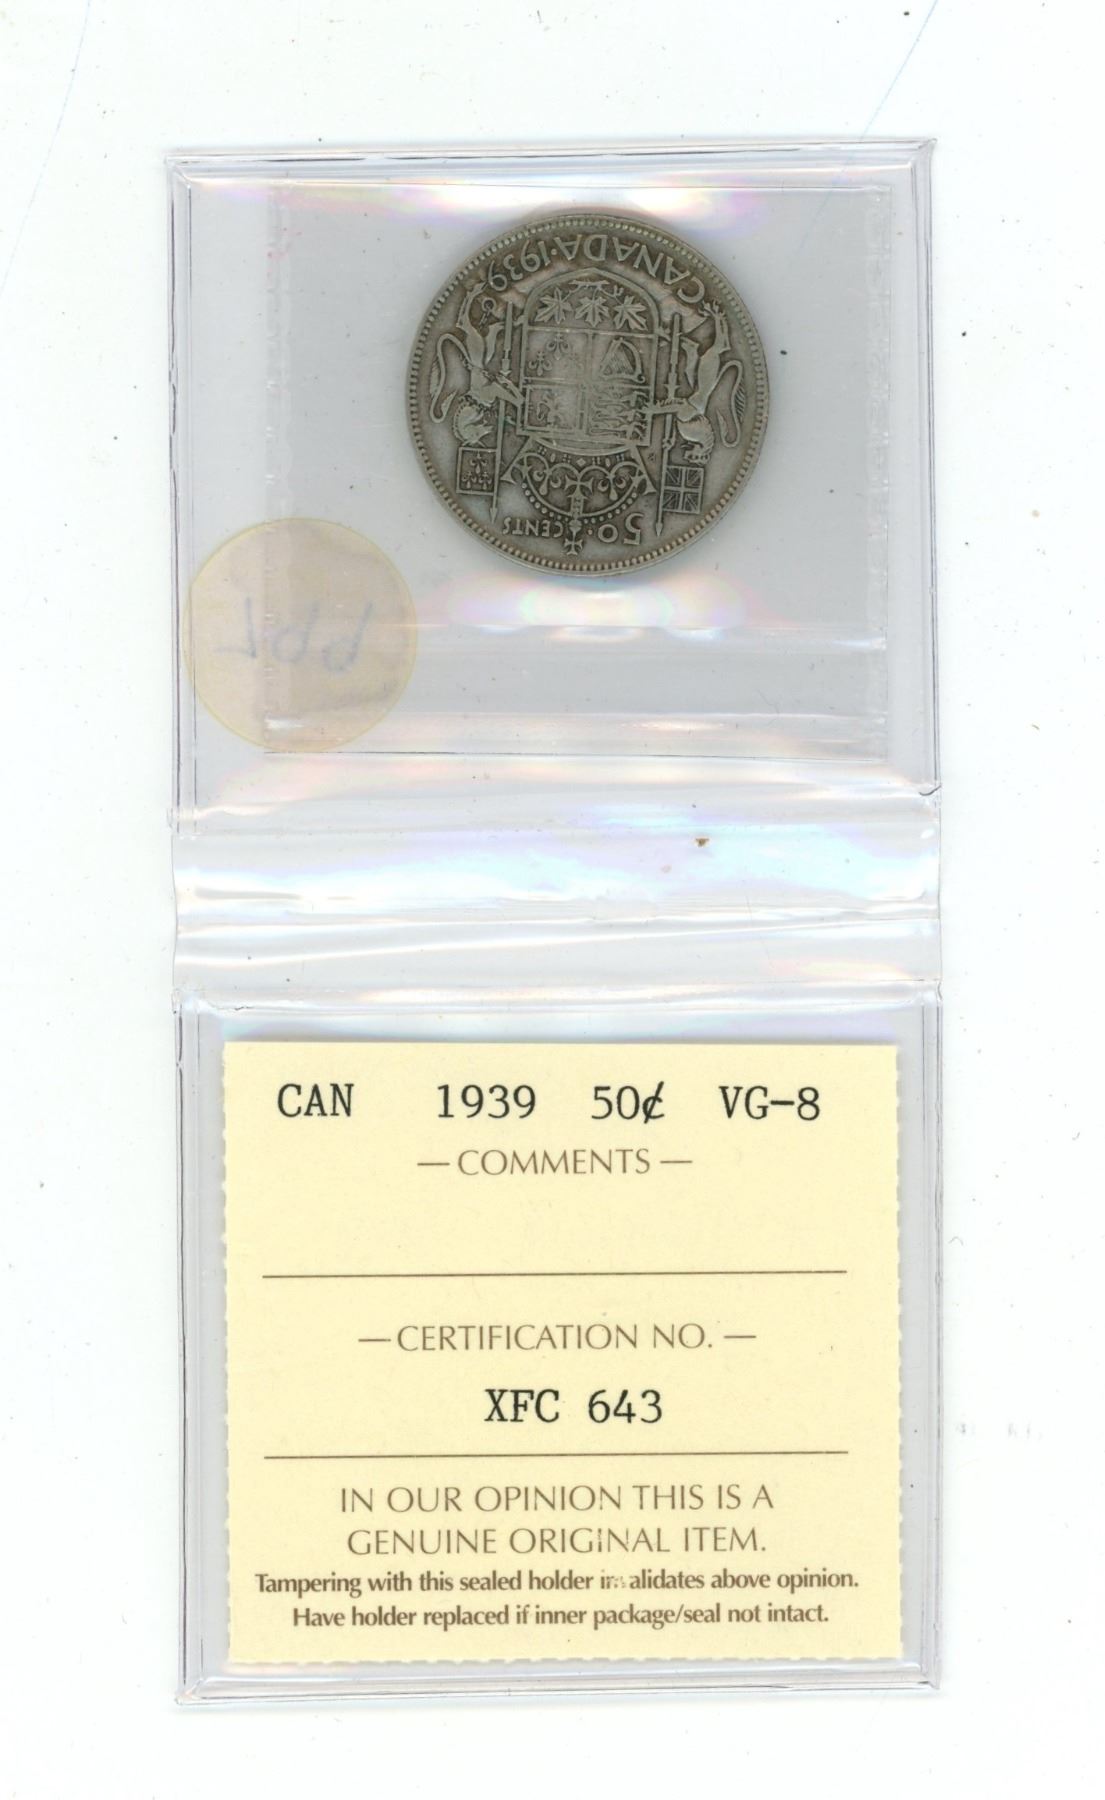 CANADA·1939
50·CENTS
CAN 1939 50¢ VG-8
— COMMENTS —
— CERTIFICATION NO. —
XFC 643
IN OUR OPINION THIS IS A
GENUINE ORIGINAL ITEM.
Tampering with this sealed holder in alidates above opinion.
Have holder replaced if inner package/seal not intact.